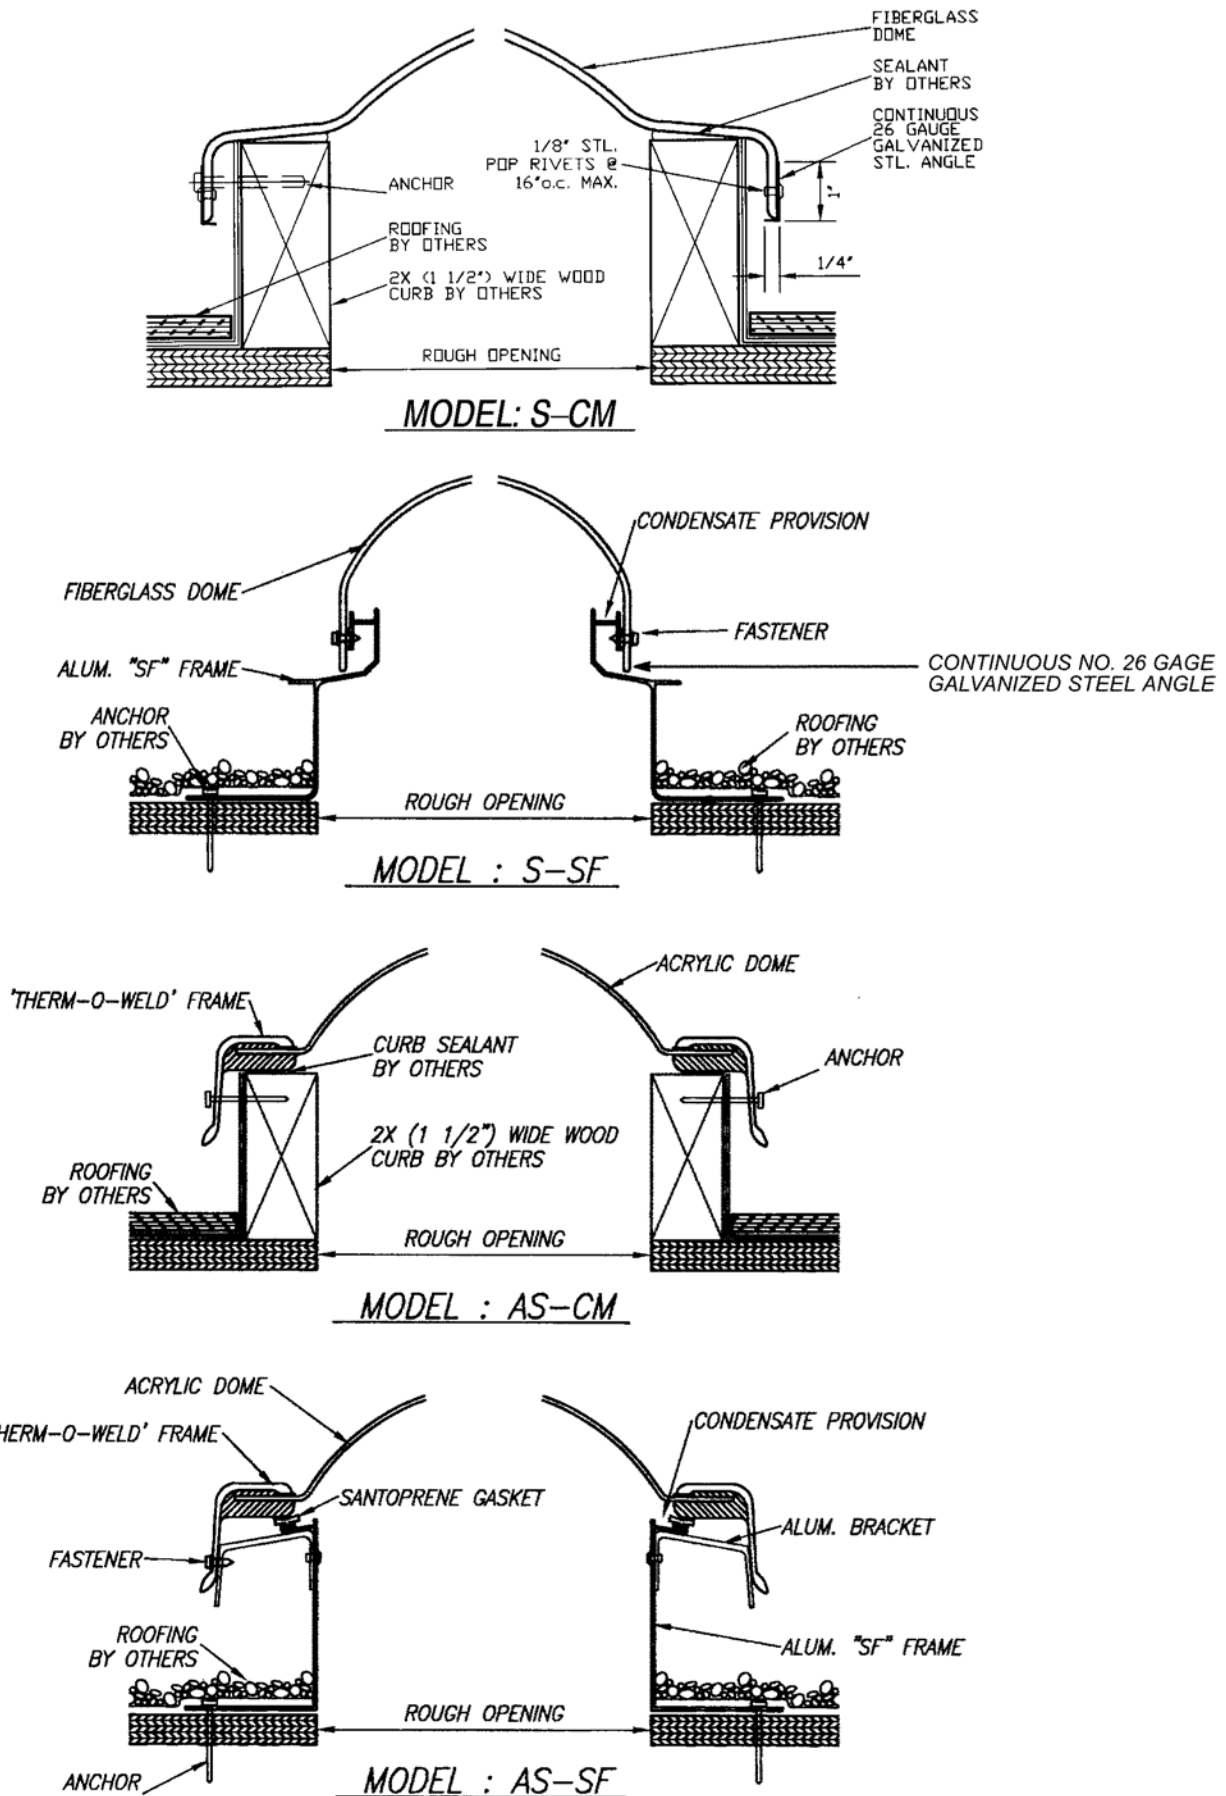 FIBERGLASS
DOME
SEALANT
BY OTHERS
CONTINUOUS
26 GAUGE
GALVANIZED
STL. ANGLE
1/8" STL.
POP RIVETS @
16"o.c. MAX.
1"
ANCHOR
ROOFING
BY OTHERS
1/4"
2X (1 1/2") WIDE WOOD
CURB BY OTHERS
ROUGH OPENING
MODEL: S-CM
CONDENSATE PROVISION
FIBERGLASS DOME
FASTENER
ALUM. "SF" FRAME
CONTINUOUS NO. 26 GAGE
GALVANIZED STEEL ANGLE
ANCHOR
BY OTHERS
ROOFING
BY OTHERS
ROUGH OPENING
MODEL : S-SF
ACRYLIC DOME
'THERM-O-WELD' FRAME
CURB SEALANT
BY OTHERS
ANCHOR
2X (1 1/2") WIDE WOOD
CURB BY OTHERS
ROOFING
BY OTHERS
ROUGH OPENING
MODEL : AS-CM
ACRYLIC DOME
CONDENSATE PROVISION
HERM-O-WELD' FRAME
SANTOPRENE GASKET
ALUM. BRACKET
FASTENER
ROOFING
BY OTHERS
ALUM. "SF" FRAME
ROUGH OPENING
ANCHOR
MODEL : AS-SF